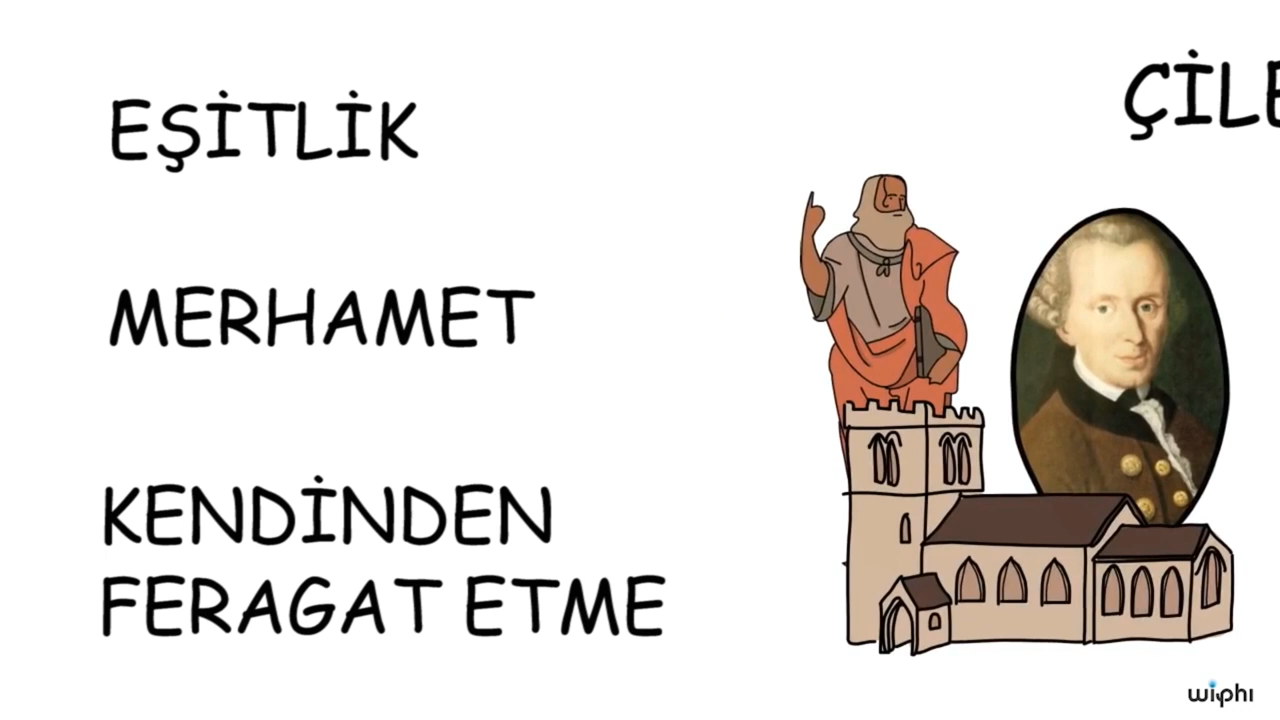 EŞİTLİK
MERHAMET
KENDİNDEN
FERAGAT ETME
wiphi